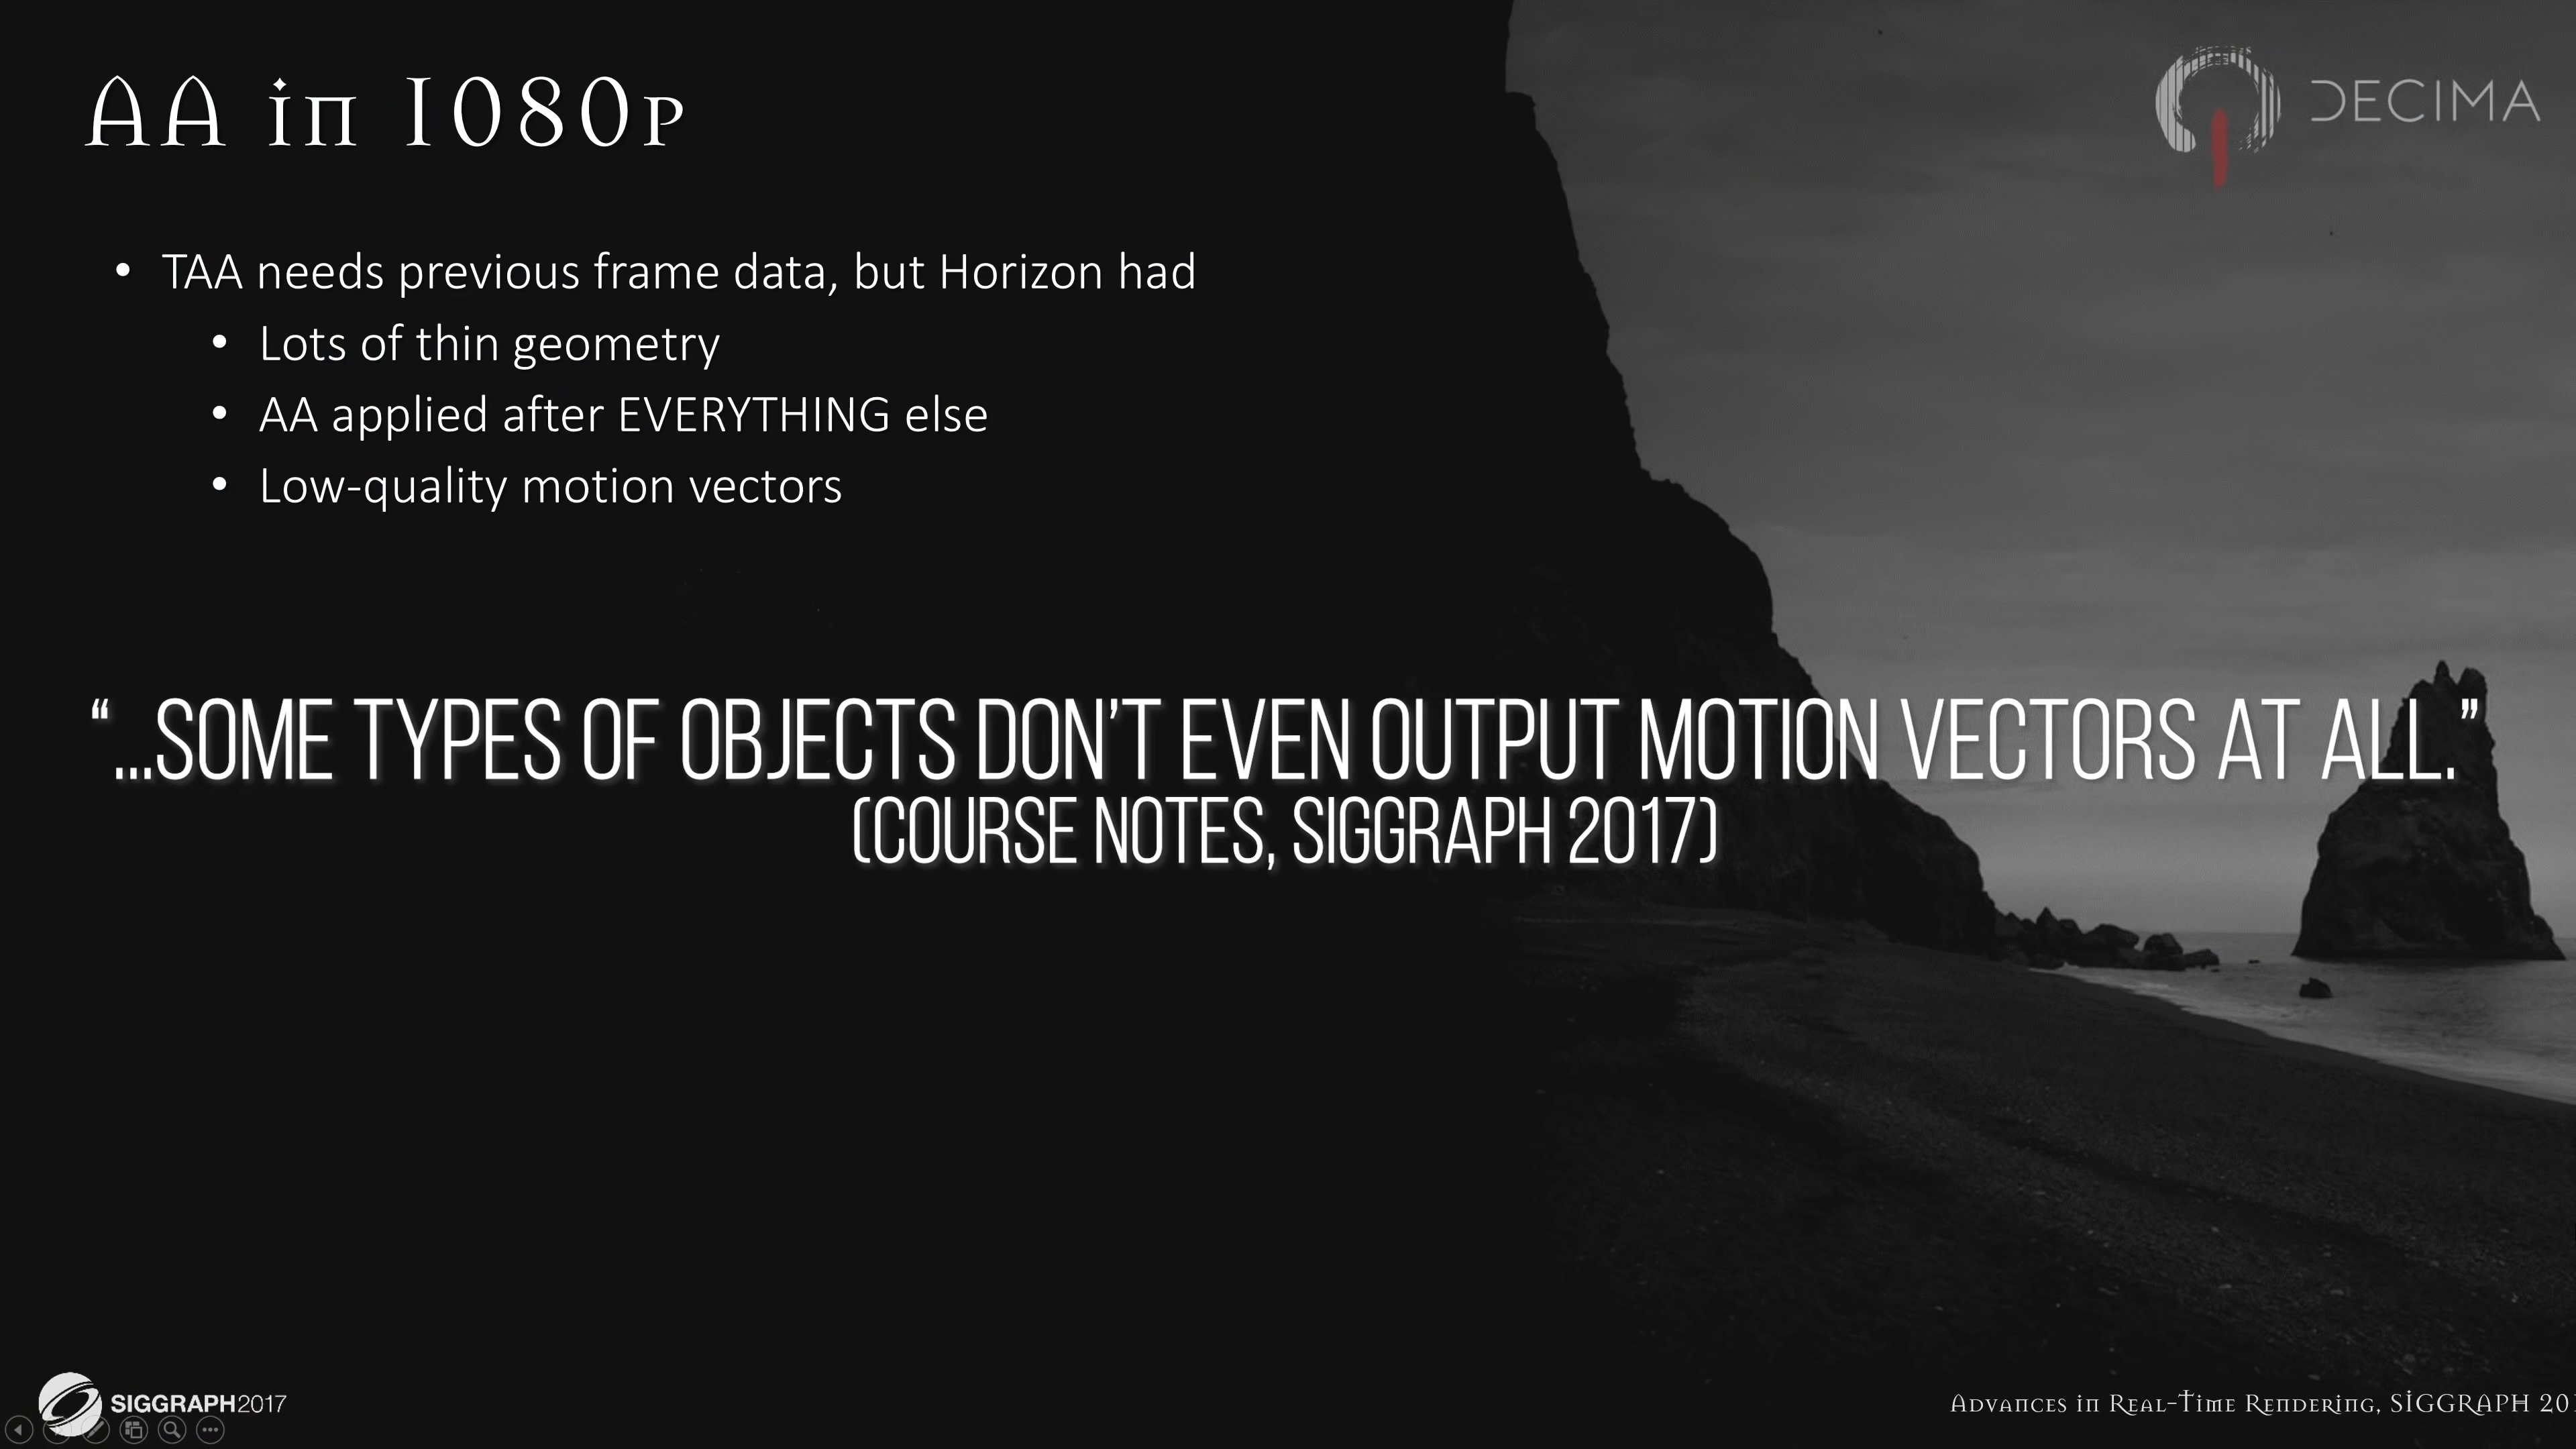 AA in 1080p
DECIMA
• TAA needs previous frame data, but Horizon had
• Lots of thin geometry
• AA applied after EVERYTHING else
• Low-quality motion vectors
“…SOME TYPES OF OBJECTS DON’T EVEN OUTPUT MOTION VECTORS AT ALL.”
(COURSE NOTES, SIGGRAPH 2017)
SIGGRAPH2017
Advances in Real-Time Rendering, SIGGRAPH 20